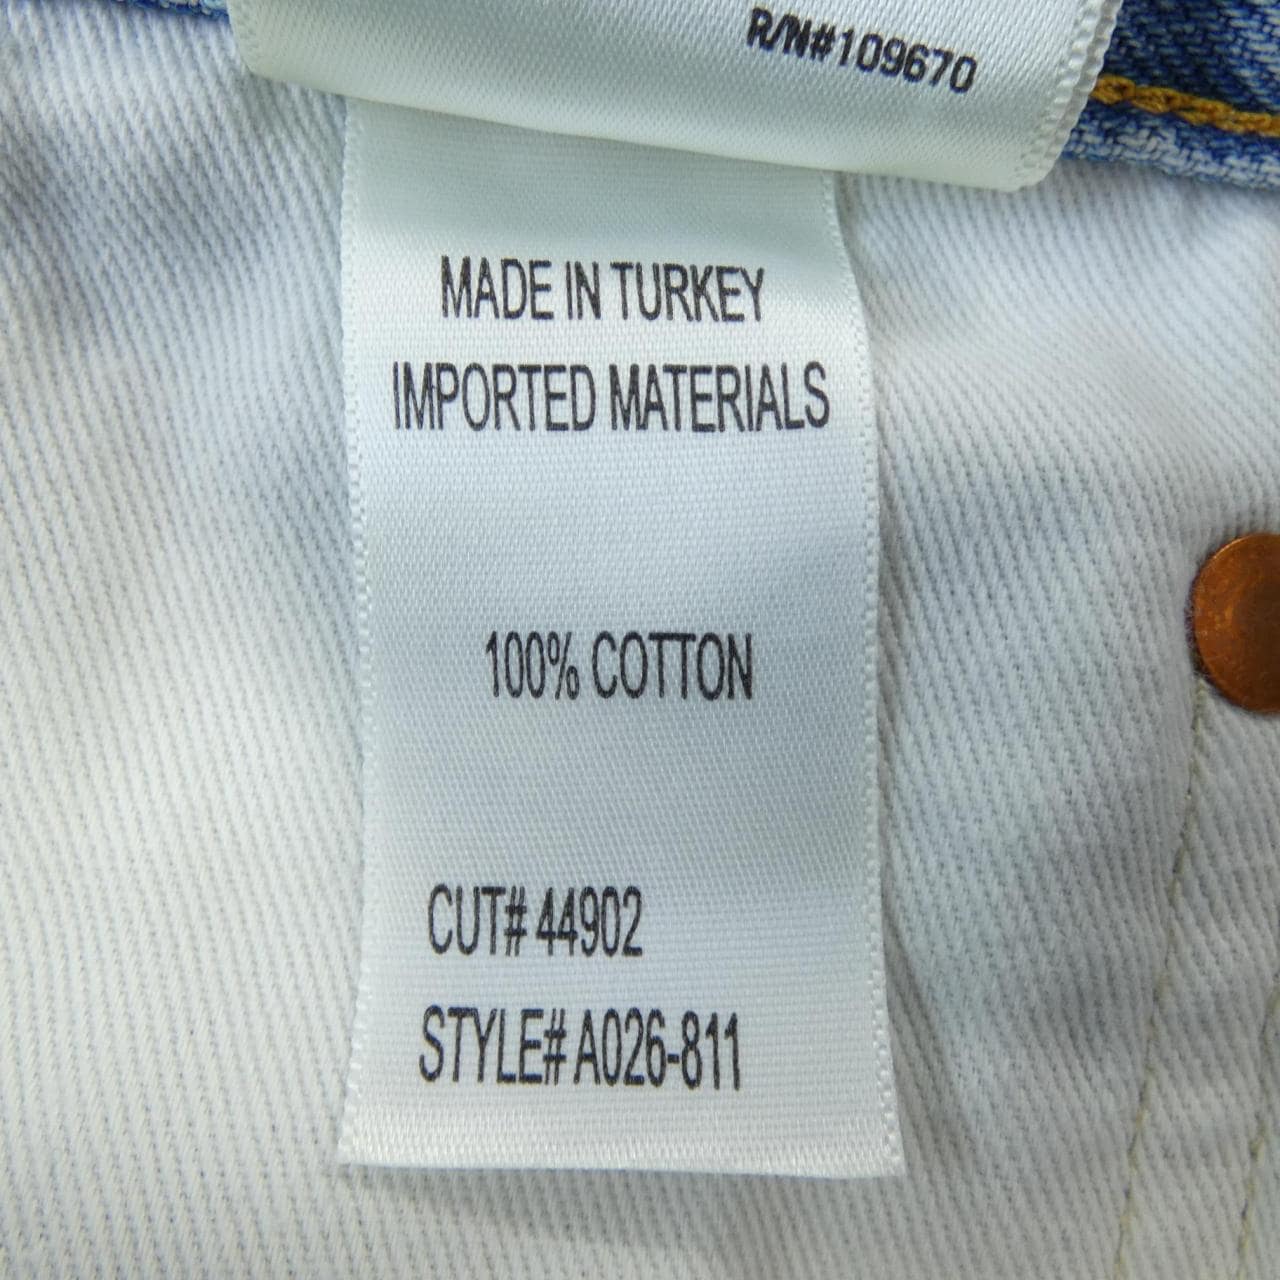 R/N#109670
MADE IN TURKEY
IMPORTED MATERIALS
100% COTTON
CUT# 44902
STYLE# A026-811